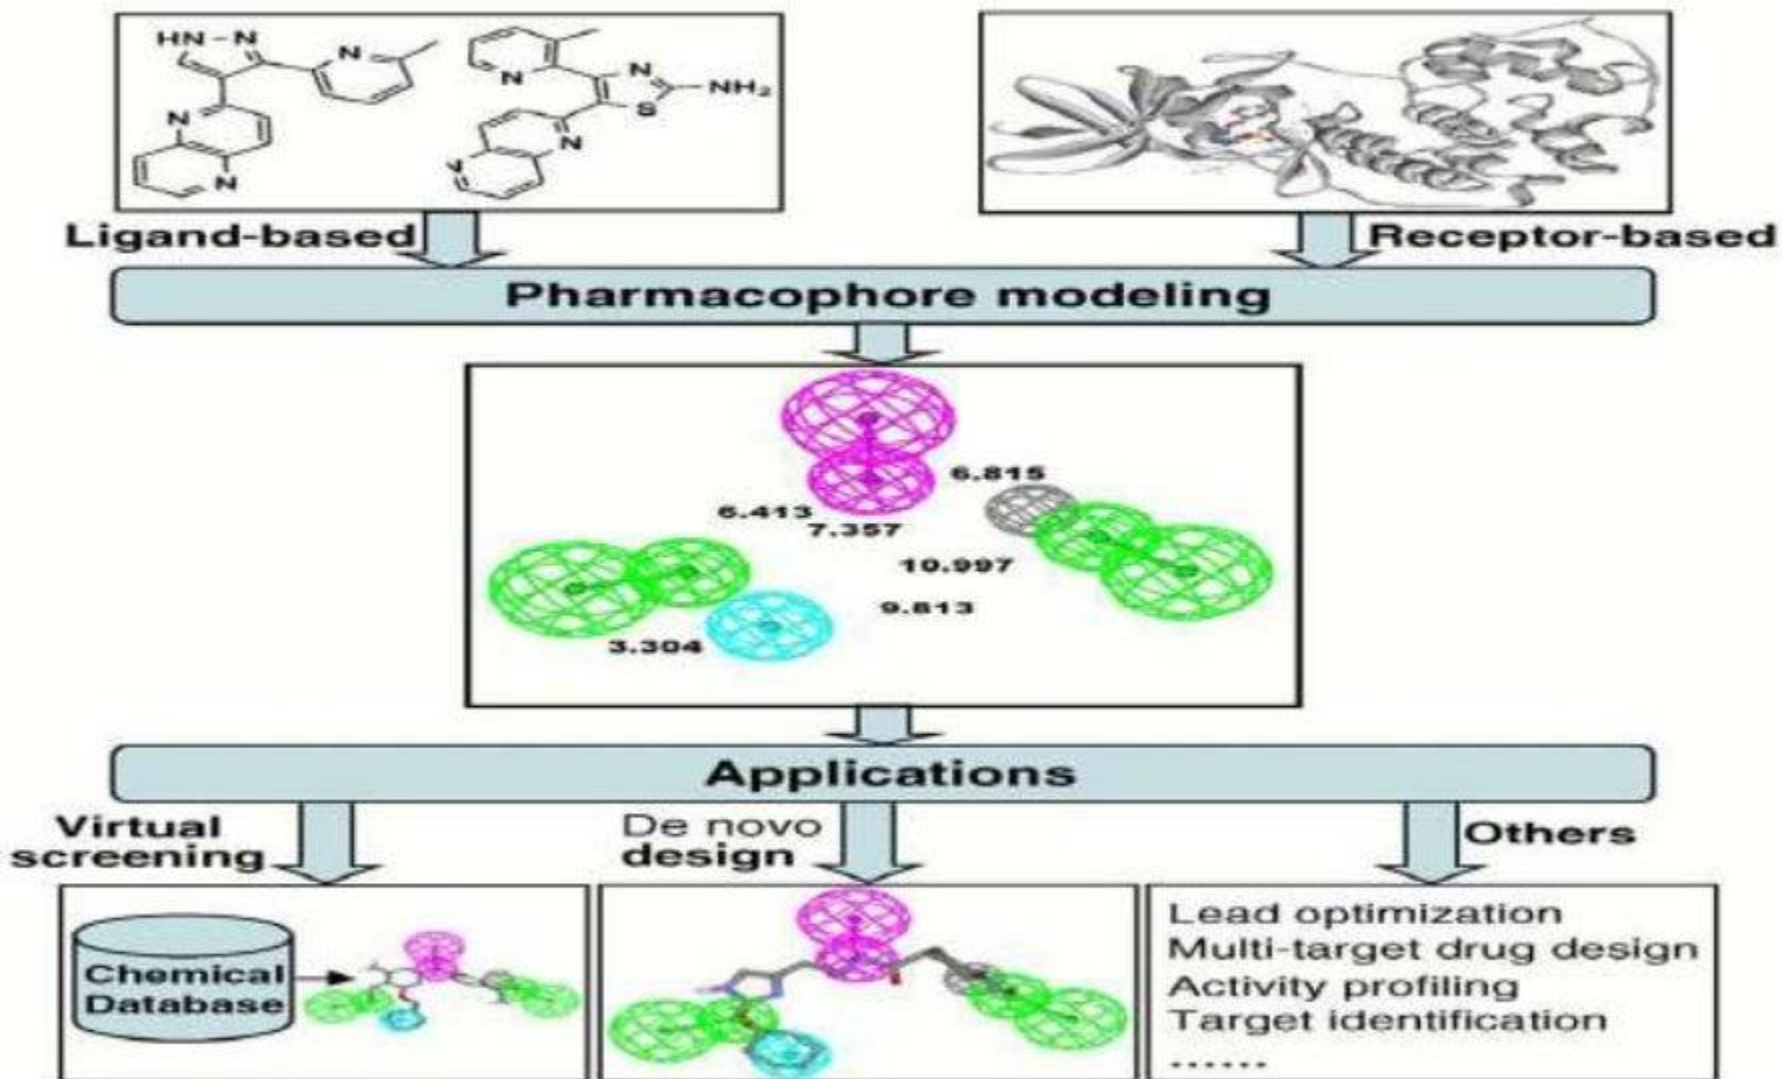 HN
N
N
N
N
N
N
NH₂
S
N
N
Ligand-based
Receptor-based
Pharmacophore modeling
6.815
6.413
7.357
10.997
9.813
3.304
Applications
Virtual
screening
De novo
design
Others
Chemical
Database
Lead optimization
Multi-target drug design
Activity profiling
Target identification
......